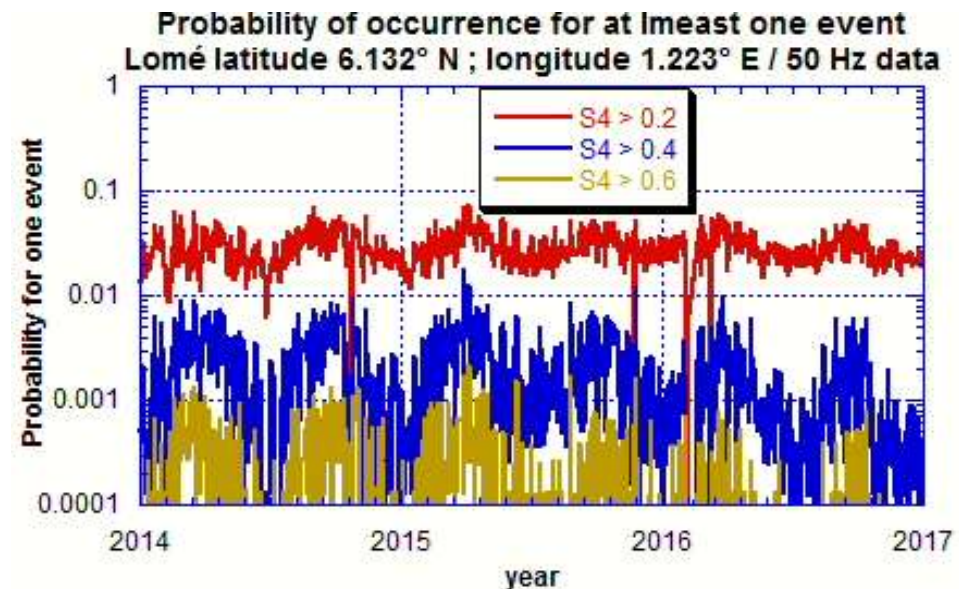 Probability of occurrence for at lmeast one event
Lomé latitude 6.132° N ; longitude 1.223° E / 50 Hz data
1
S4 > 0.2
S4 > 0.4
S4 > 0.6
0.1
0.01
0.001
0.0001
Probability for one event
2014 2015 2016 2017
year